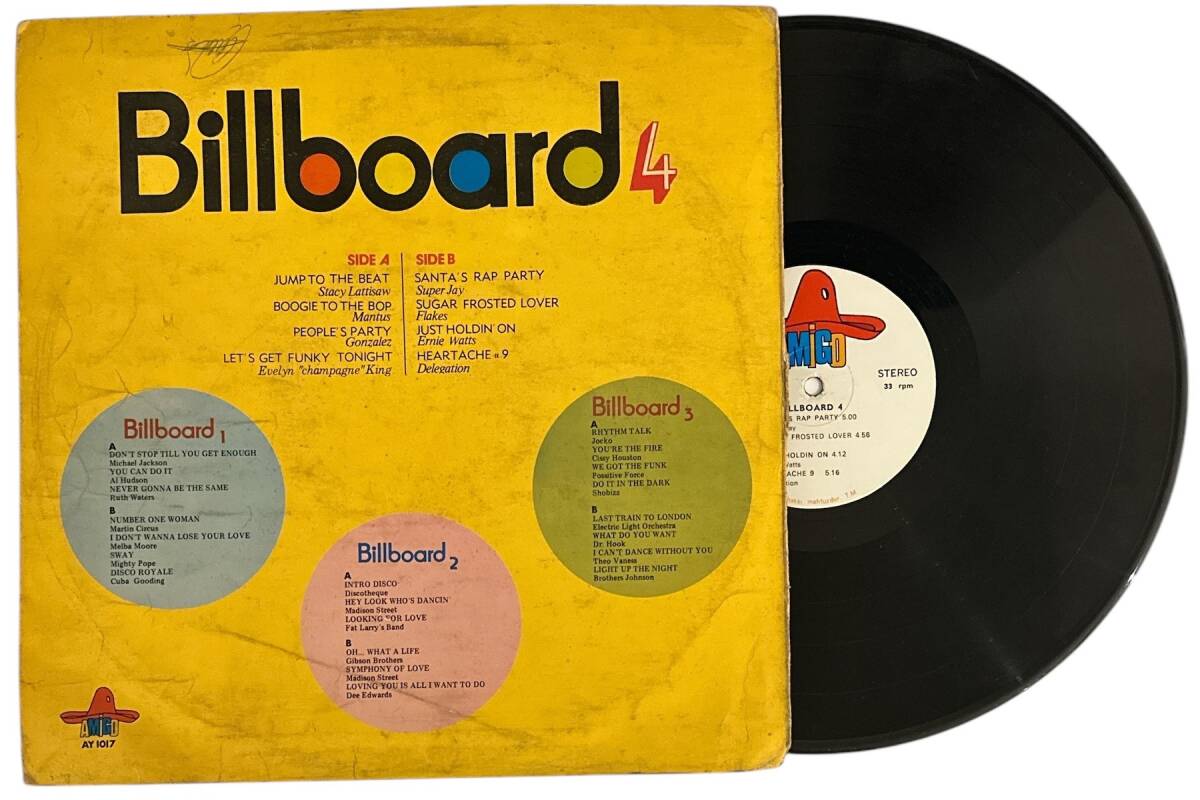 Billboard 4
SIDE A
JUMP TO THE BEAT
Stacy Lattisaw
BOOGIE TO THE BOP
Mantus
PEOPLE'S PARTY
Gonzalez
LET'S GET FUNKY TONIGHT
Evelyn "champagne" King
SIDE B
SANTA'S RAP PARTY
Super Jay
SUGAR FROSTED LOVER
Flakes
JUST HOLDIN' ON
Ernie Watts
HEARTACHE « 9
Delegation
Billboard 1
A
DON'T STOP TILL YOU GET ENOUGH
Michael Jackson
YOU CAN DO IT
Al Hudson
NEVER GONNA BE THE SAME
Ruth Waters
B
NUMBER ONE WOMAN
Martin Circus
I DON'T WANNA LOSE YOUR LOVE
Melba Moore
SWAY
Mighty Pope
DISCO ROYALE
Cuba Gooding
Billboard 2
A
INTRO DISCO
Discotheque
HEY LOOK WHO'S DANCIN'
Madison Street
LOOKING FOR LOVE
Fat Larry's Band
B
OH... WHAT A LIFE
Gibson Brothers
SYMPHONY OF LOVE
Madison Street
LOVING YOU IS ALL I WANT TO DO
Dee Edwards
Billboard 3
A
RHYTHM TALK
Jocko
YOU'RE THE FIRE
Cissy Houston
WE GOT THE FUNK
Possitive Force
DO IT IN THE DARK
Shobizz
B
LAST TRAIN TO LONDON
Electric Light Orchestra
WHAT DO YOU WANT
Dr. Hook
I CAN'T DANCE WITHOUT YOU
Theo Vaness
LIGHT UP THE NIGHT
Brothers Johnson
AMiGO
AY 1017
MiGO
STEREO
33 rpm
LLBOARD 4
S RAP PARTY 5.00
ay
FROSTED LOVER 4.56
HOLDIN ON 4.12
Watts
ACHE 9 5.16
tion